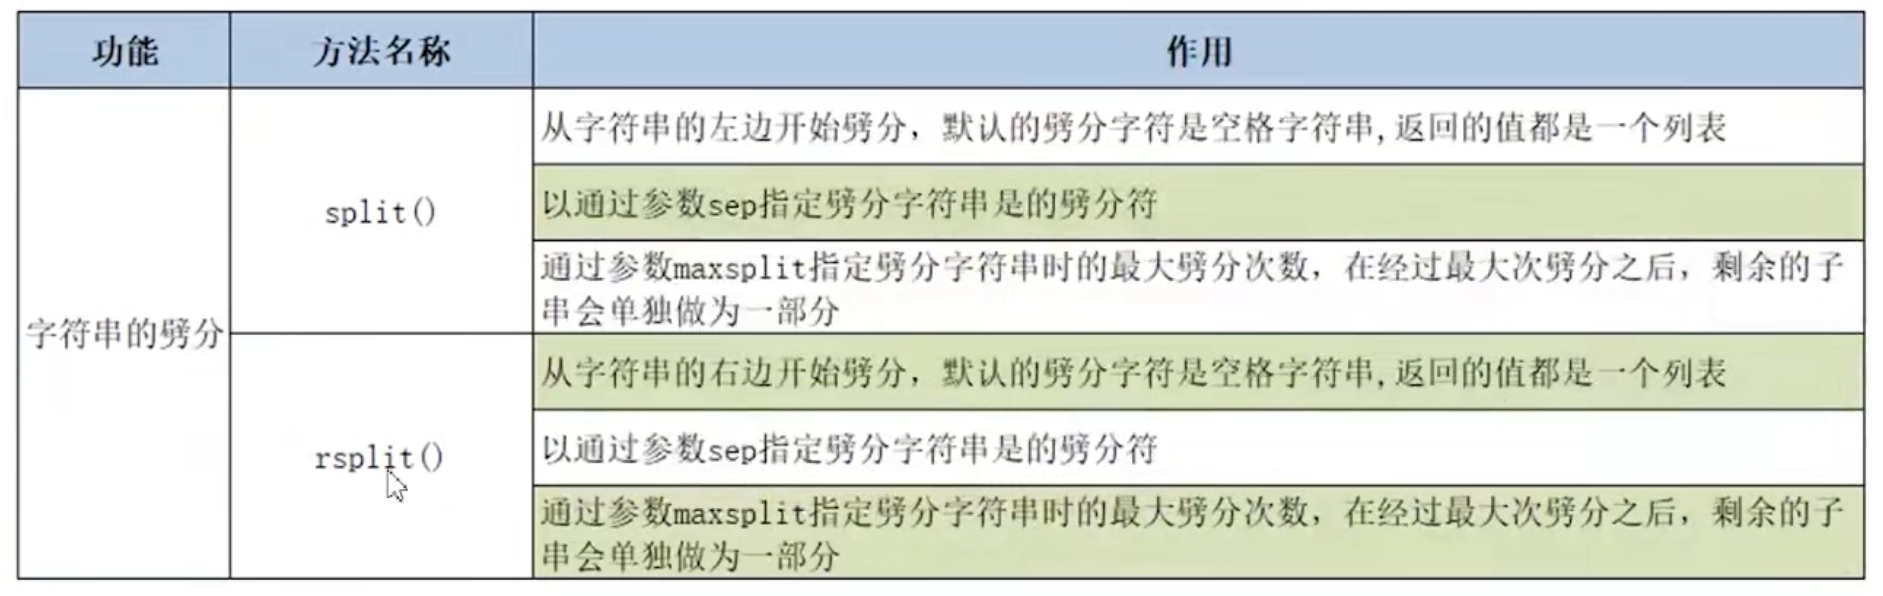 功能
方法名称
作用
字符串的劈分
split()
从字符串的左边开始劈分，默认的劈分字符是空格字符串,返回的值都是一个列表
以通过参数sep指定劈分字符串是的劈分符
通过参数maxsplit指定劈分字符串时的最大劈分次数，在经过最大次劈分之后，剩余的子
串会单独做为一部分
rsplit()
从字符串的右边开始劈分，默认的劈分字符是空格字符串,返回的值都是一个列表
以通过参数sep指定劈分字符串是的劈分符
通过参数maxsplit指定劈分字符串时的最大劈分次数，在经过最大次劈分之后，剩余的子
串会单独做为一部分